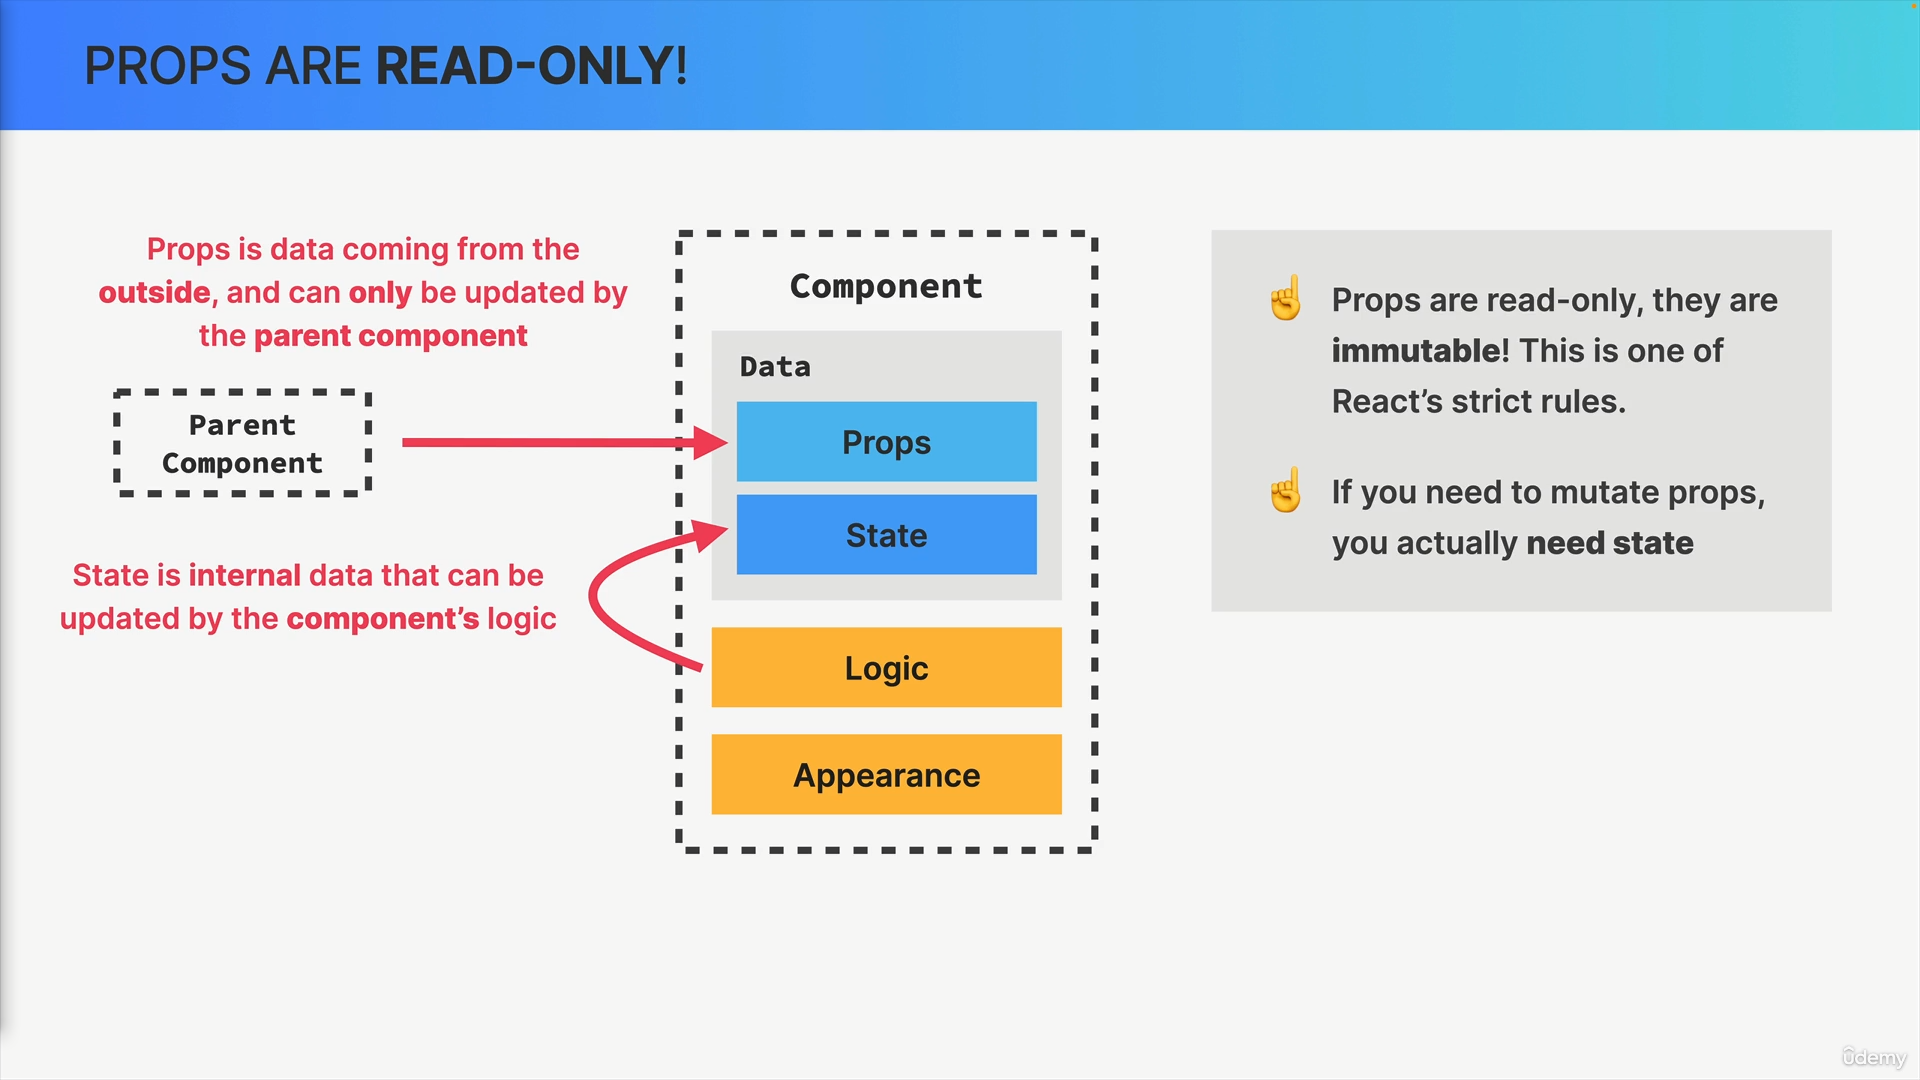 PROPS ARE READ-ONLY!
Props is data coming from the
outside, and can only be updated by
the parent component
Parent
Component
State is internal data that can be
updated by the component’s logic
Component
Data
Props
State
Logic
Appearance
☝️ Props are read-only, they are
immutable! This is one of
React’s strict rules.
☝️ If you need to mutate props,
you actually need state
ûdemy